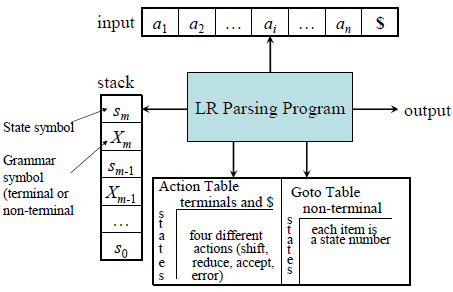 input a1 a2 ... ai ... an $
stack
LR Parsing Program
output
sm
State symbol
Xm
Grammar
symbol
(terminal or
non-terminal
sm-1
Xm-1
...
s0
Action Table
terminals and $
states
four different
actions (shift,
reduce, accept,
error)
Goto Table
non-terminal
states
each item is
a state number